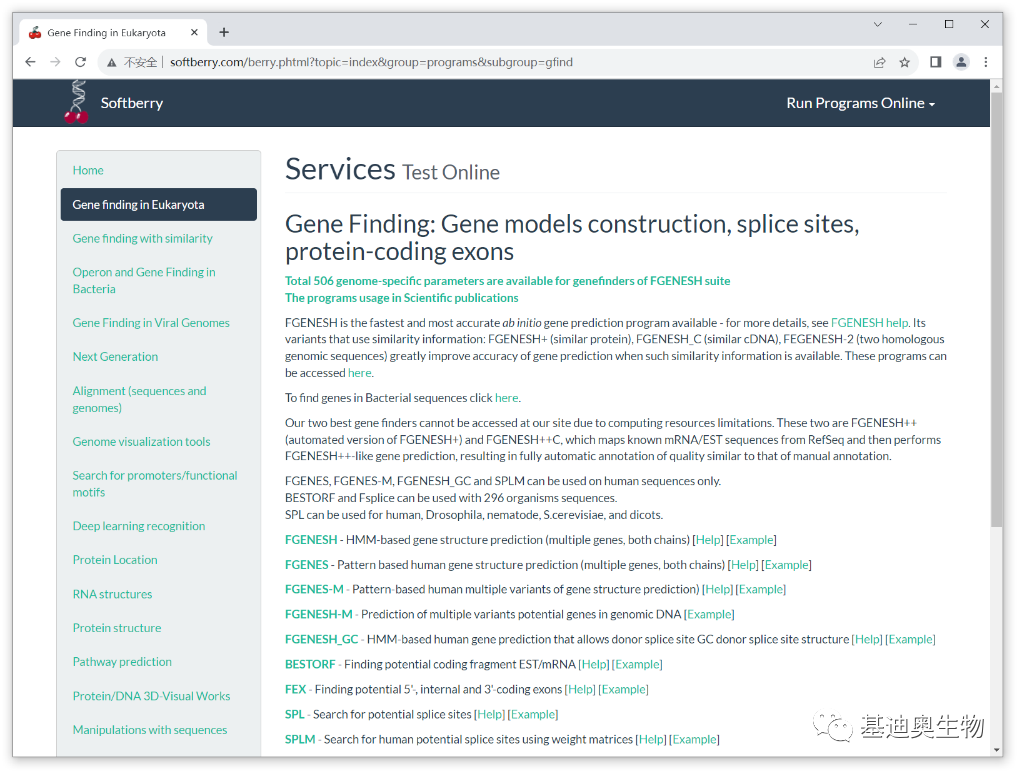 Gene Finding in Eukaryota
不安全
softberry.com/berry.phtml?topic=index&group=programs&subgroup=gfind
Softberry
Run Programs Online
Home
Gene finding in Eukaryota
Gene finding with similarity
Operon and Gene Finding in
Bacteria
Gene Finding in Viral Genomes
Next Generation
Alignment (sequences and
genomes)
Genome visualization tools
Search for promoters/functional
motifs
Deep learning recognition
Protein Location
RNA structures
Protein structure
Pathway prediction
Protein/DNA 3D-Visual Works
Manipulations with sequences
Services Test Online
Gene Finding: Gene models construction, splice sites,
protein-coding exons
Total 506 genome-specific parameters are available for genefinders of FGENESH suite
The programs usage in Scientific publications
FGENESH is the fastest and most accurate ab initio gene prediction program available - for more details, see FGENESH help. Its
variants that use similarity information: FGENESH+ (similar protein), FGENESH_C (similar cDNA), FEGENESH-2 (two homologous
genomic sequences) greatly improve accuracy of gene prediction when such similarity information is available. These programs can
be accessed here.
To find genes in Bacterial sequences click here.
Our two best gene finders cannot be accessed at our site due to computing resources limitations. These two are FGENESH++
(automated version of FGENESH+) and FGENESH++C, which maps known mRNA/EST sequences from RefSeq and then performs
FGENESH++-like gene prediction, resulting in fully automatic annotation of quality similar to that of manual annotation.
FGENES, FGENES-M, FGENESH_GC and SPLM can be used on human sequences only.
BESTORF and Fsplice can be used with 296 organisms sequences.
SPL can be used for human, Drosophila, nematode, S.cerevisiae, and dicots.
FGENESH - HMM-based gene structure prediction (multiple genes, both chains) [Help] [Example]
FGENES - Pattern based human gene structure prediction (multiple genes, both chains) [Help] [Example]
FGENES-M - Pattern-based human multiple variants of gene structure prediction) [Help] [Example]
FGENESH-M - Prediction of multiple variants potential genes in genomic DNA [Example]
FGENESH_GC - HMM-based human gene prediction that allows donor splice site GC donor splice site structure [Help] [Example]
BESTORF - Finding potential coding fragment EST/mRNA [Help] [Example]
FEX - Finding potential 5'-, internal and 3'-coding exons [Help] [Example]
SPL - Search for potential splice sites [Help] [Example]
SPLM - Search for human potential splice sites using weight matrices [Help] [Example]
基迪奥生物